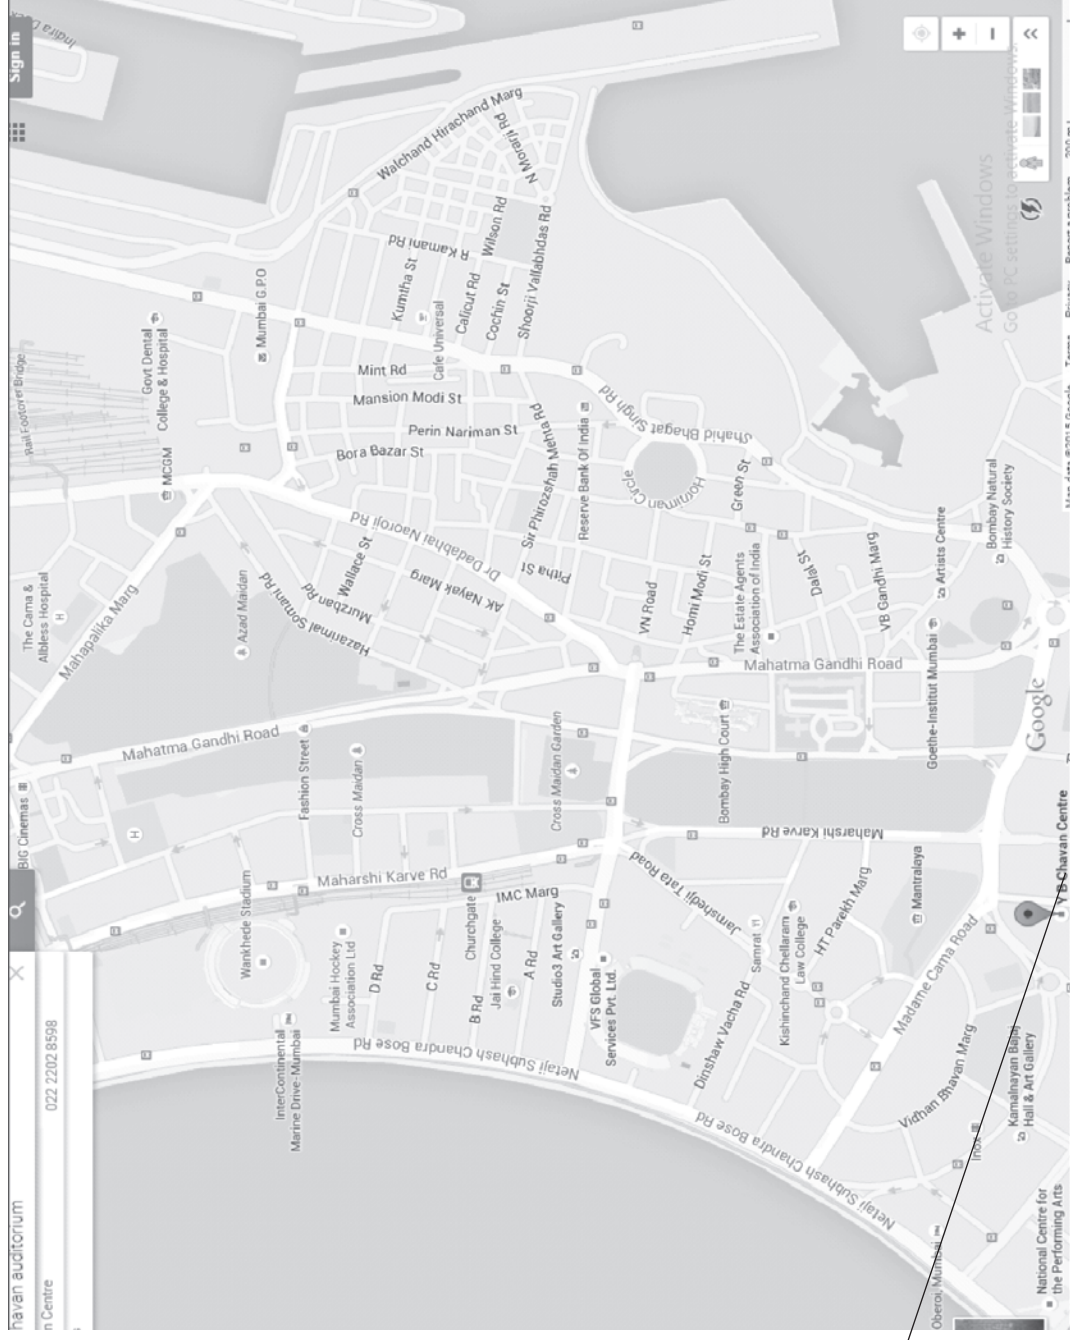 havan auditorium
n Centre
022 2202 8598
Sign in
Indira Dock
BIG Cinemas
Rail Footover Bridge
The Cama &
Albless Hospital
Mahapalika Marg
MCGM
Govt Dental
College & Hospital
Mumbai G.P.O
Walchand Hirachand Marg
N Morarji Rd
R Kamani Rd
Wilson Rd
Kumtha St
Calicut Rd
Cochin St
Shoorji Vallabhdas Rd
Cafe Universal
Mint Rd
Mansion Modi St
Perin Nariman St
Bora Bazar St
Sir Phirozshah Mehta Rd
Reserve Bank Of India
Shahid Bhagat Singh Rd
Horniman Circle
Green St
Dr Dadabhai Naoroji Rd
Wallace St
AK Nayak Marg
Pitha St
Murzban Rd
Hazarimal Somani Rd
Azad Maidan
VN Road
Homi Modi St
The Estate Agents
Association of India
Dalal St
VB Gandhi Marg
Artists Centre
Bombay Natural
History Society
Mahatma Gandhi Road
Mahatma Gandhi Road
Goethe-Institut Mumbai
Fashion Street
Cross Maidan
Cross Maidan Garden
Bombay High Court
Maharshi Karve Rd
Maharshi Karve Rd
Wankhede Stadium
Mumbai Hockey
Association Ltd
InterContinental
Marine Drive-Mumbai
D Rd
C Rd
B Rd
A Rd
Churchgate
Jai Hind College
IMC Marg
Studio3 Art Gallery
VFS Global
Services Pvt. Ltd.
Jamshedji Tata Road
Samrat
Dinshaw Vacha Rd
Kishinchand Chellaram
Law College
HT Parekh Marg
Mantralaya
Madame Cama Road
Vidhan Bhavan Marg
Netaji Subhash Chandra Bose Rd
Netaji Subhash Chandra Bose Rd
Inox
Kamalnayan Bajaj
Hall & Art Gallery
Y B Chavan Centre
Oberoi, Mumbai
National Centre for
the Performing Arts
Google
Activate Windows
Go to PC settings to activate Windows.